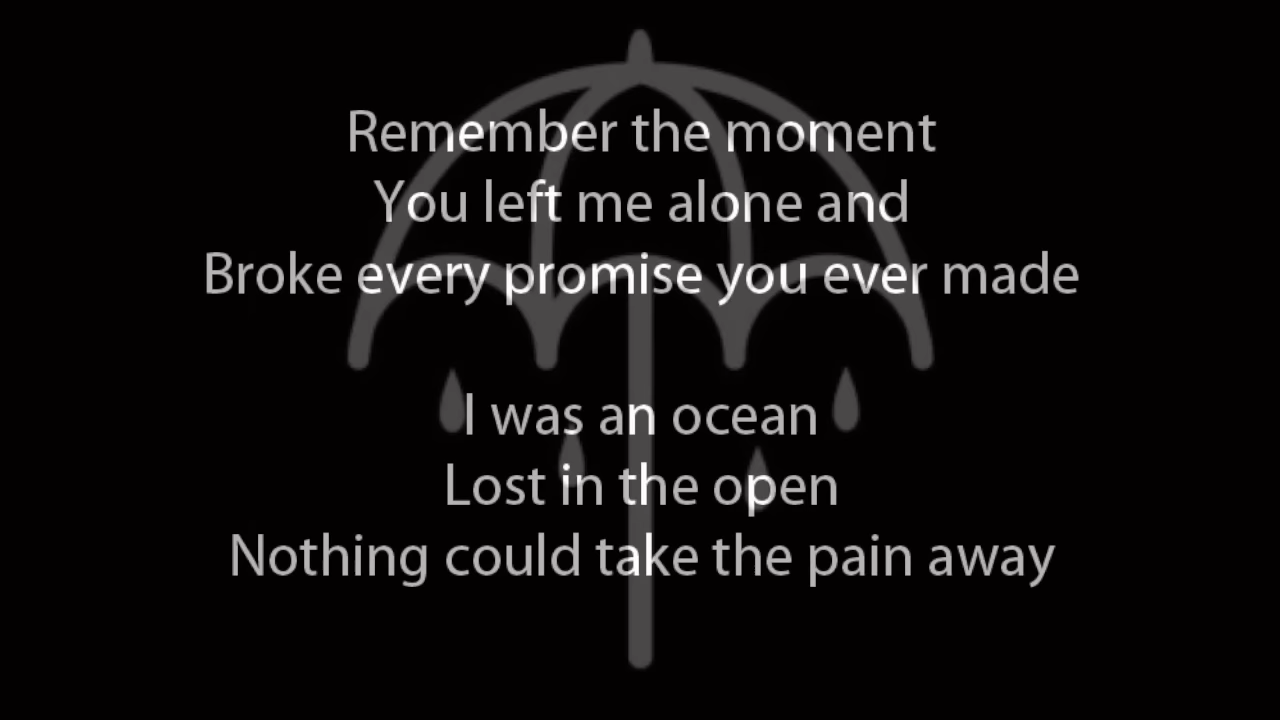 Remember the moment
You left me alone and
Broke every promise you ever made
I was an ocean
Lost in the open
Nothing could take the pain away